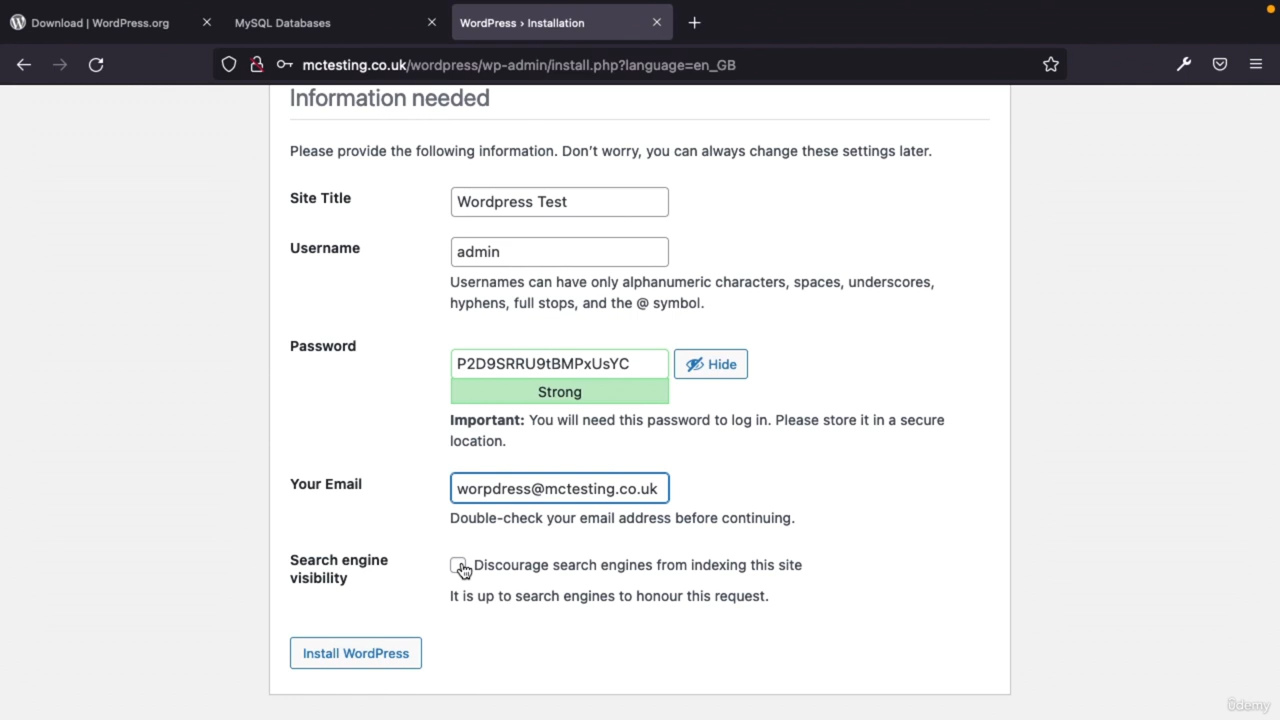 Download | WordPress.org
MySQL Databases
WordPress › Installation
mctesting.co.uk/wordpress/wp-admin/install.php?language=en_GB
Information needed
Please provide the following information. Don't worry, you can always change these settings later.
Site Title
Wordpress Test
Username
admin
Usernames can have only alphanumeric characters, spaces, underscores,
hyphens, full stops, and the @ symbol.
Password
P2D9SRRU9tBMPxUsYC
Hide
Strong
Important: You will need this password to log in. Please store it in a secure
location.
Your Email
worpdress@mctesting.co.uk
Double-check your email address before continuing.
Search engine
visibility
Discourage search engines from indexing this site
It is up to search engines to honour this request.
Install WordPress
ûdemy